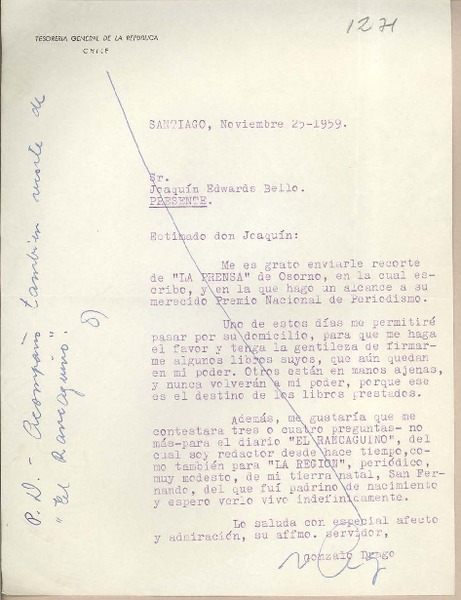 1271
TESORERIA GENERAL DE LA REPUBLICA
CHILE
SANTIAGO, Noviembre 25-1959.
Sr.
Joaquín Edwards Bello.
PRESENTE.
Estimado don Joaquín:
Me es grato enviarle recorte
de "LA PRENSA" de Osorno, en la cual es-
cribo, y en la que hago un alcance a su
merecido Premio Nacional de Periodismo.
Uno de estos días me permitiré
pasar por su domicilio, para que me haga
el favor y tenga la gentileza de firmar-
me algunos libros suyos, que aún quedan
en mi poder. Otros están en manos ajenas,
y nunca volverán a mi poder, porque ese
es el destino de los libros prestados.
Además, me gustaría que me
contestara tres o cuatro preguntas- no
más-para el diario "EL RANCAGUINO", del
cual soy redactor desde hace tiempo,co-
mo también para "LA REGION", periódico,
muy modesto, de mi tierra natal, San Fer-
nando, del que fuí padrino de nacimiento
y espero verlo vivo indefinicamente.
Lo saluda con especial afecto
y admiración, su affmo. servidor,
Gonzalo Drago
P.D. - Acompaño también recorte de
"El Rancaguino".